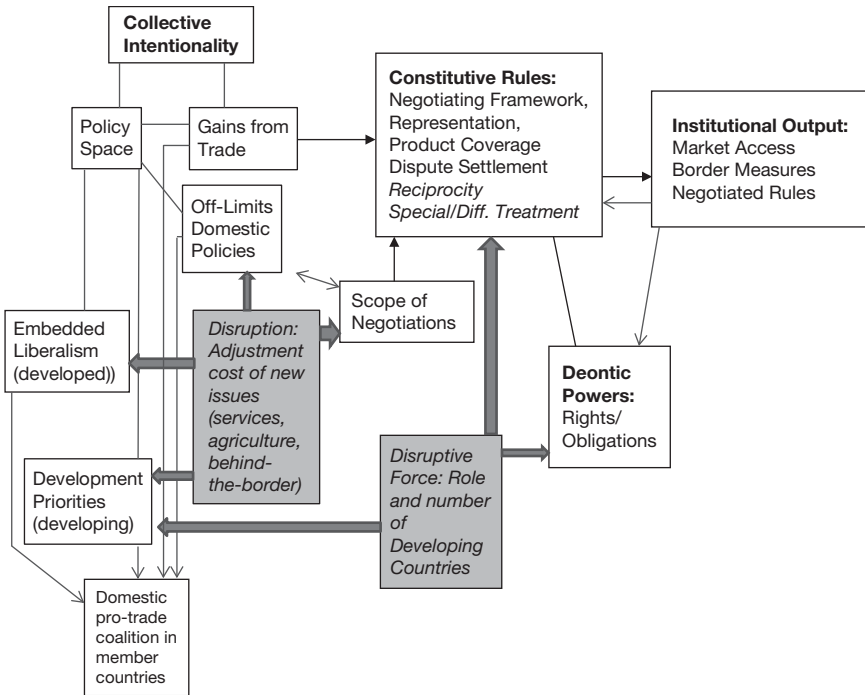 Collective
Intentionality
Policy
Space
Gains from
Trade
Constitutive Rules:
Negotiating Framework,
Representation,
Product Coverage
Dispute Settlement
Reciprocity
Special/Diff. Treatment
Institutional Output:
Market Access
Border Measures
Negotiated Rules
Off-Limits
Domestic
Policies
Scope of
Negotiations
Embedded
Liberalism
(developed))
Disruption:
Adjustment
cost of new
issues
(services,
agriculture,
behind-
the-border)
Deontic
Powers:
Rights/
Obligations
Development
Priorities
(developing)
Disruptive
Force: Role
and number
of
Developing
Countries
Domestic
pro-trade
coalition in
member
countries